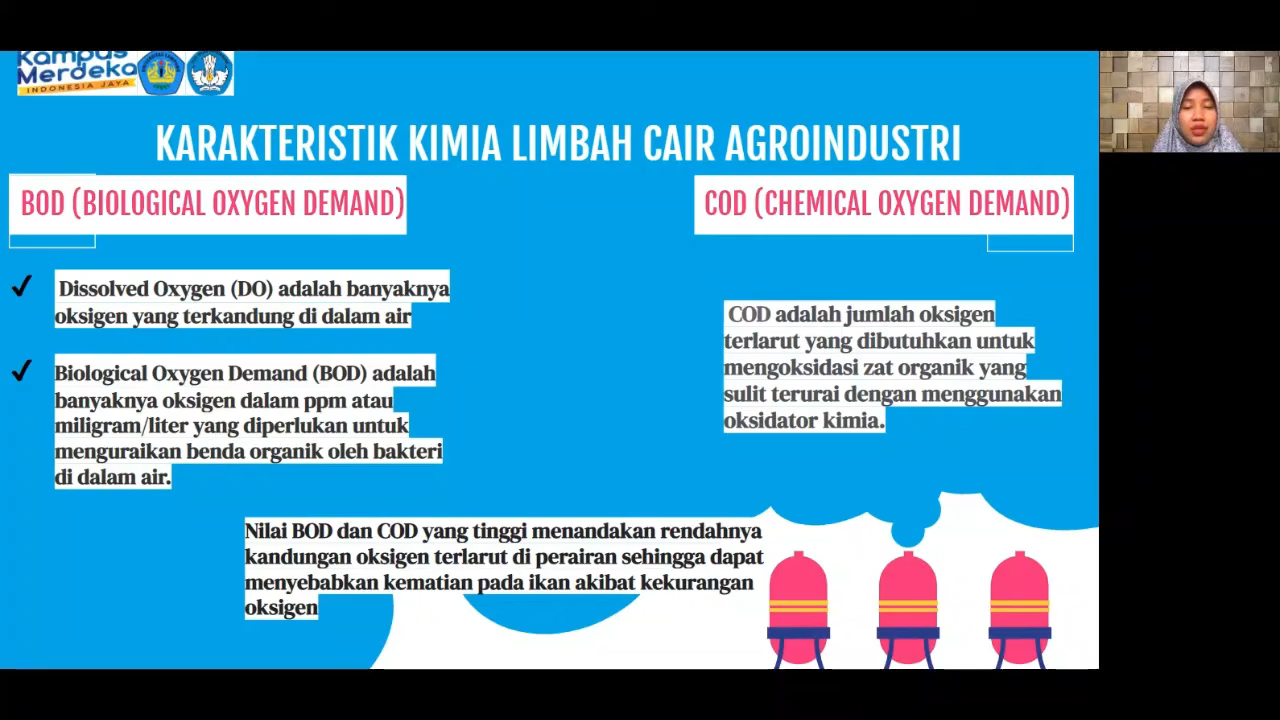 Kampus
Merdeka
INDONESIA JAYA
KARAKTERISTIK KIMIA LIMBAH CAIR AGROINDUSTRI
BOD (BIOLOGICAL OXYGEN DEMAND)
✓ Dissolved Oxygen (DO) adalah banyaknya
oksigen yang terkandung di dalam air
✓ Biological Oxygen Demand (BOD) adalah
banyaknya oksigen dalam ppm atau
miligram/liter yang diperlukan untuk
menguraikan benda organik oleh bakteri
di dalam air.
COD (CHEMICAL OXYGEN DEMAND)
COD adalah jumlah oksigen
terlarut yang dibutuhkan untuk
mengoksidasi zat organik yang
sulit terurai dengan menggunakan
oksidator kimia.
Nilai BOD dan COD yang tinggi menandakan rendahnya
kandungan oksigen terlarut di perairan sehingga dapat
menyebabkan kematian pada ikan akibat kekurangan
oksigen